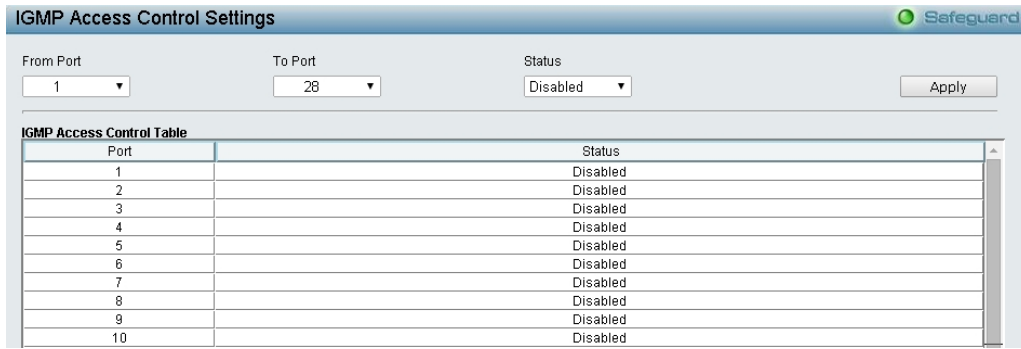 IGMP Access Control Settings
Safeguard
From Port To Port Status
1 28 Disabled Apply
IGMP Access Control Table
Port Status
1 Disabled
2 Disabled
3 Disabled
4 Disabled
5 Disabled
6 Disabled
7 Disabled
8 Disabled
9 Disabled
10 Disabled